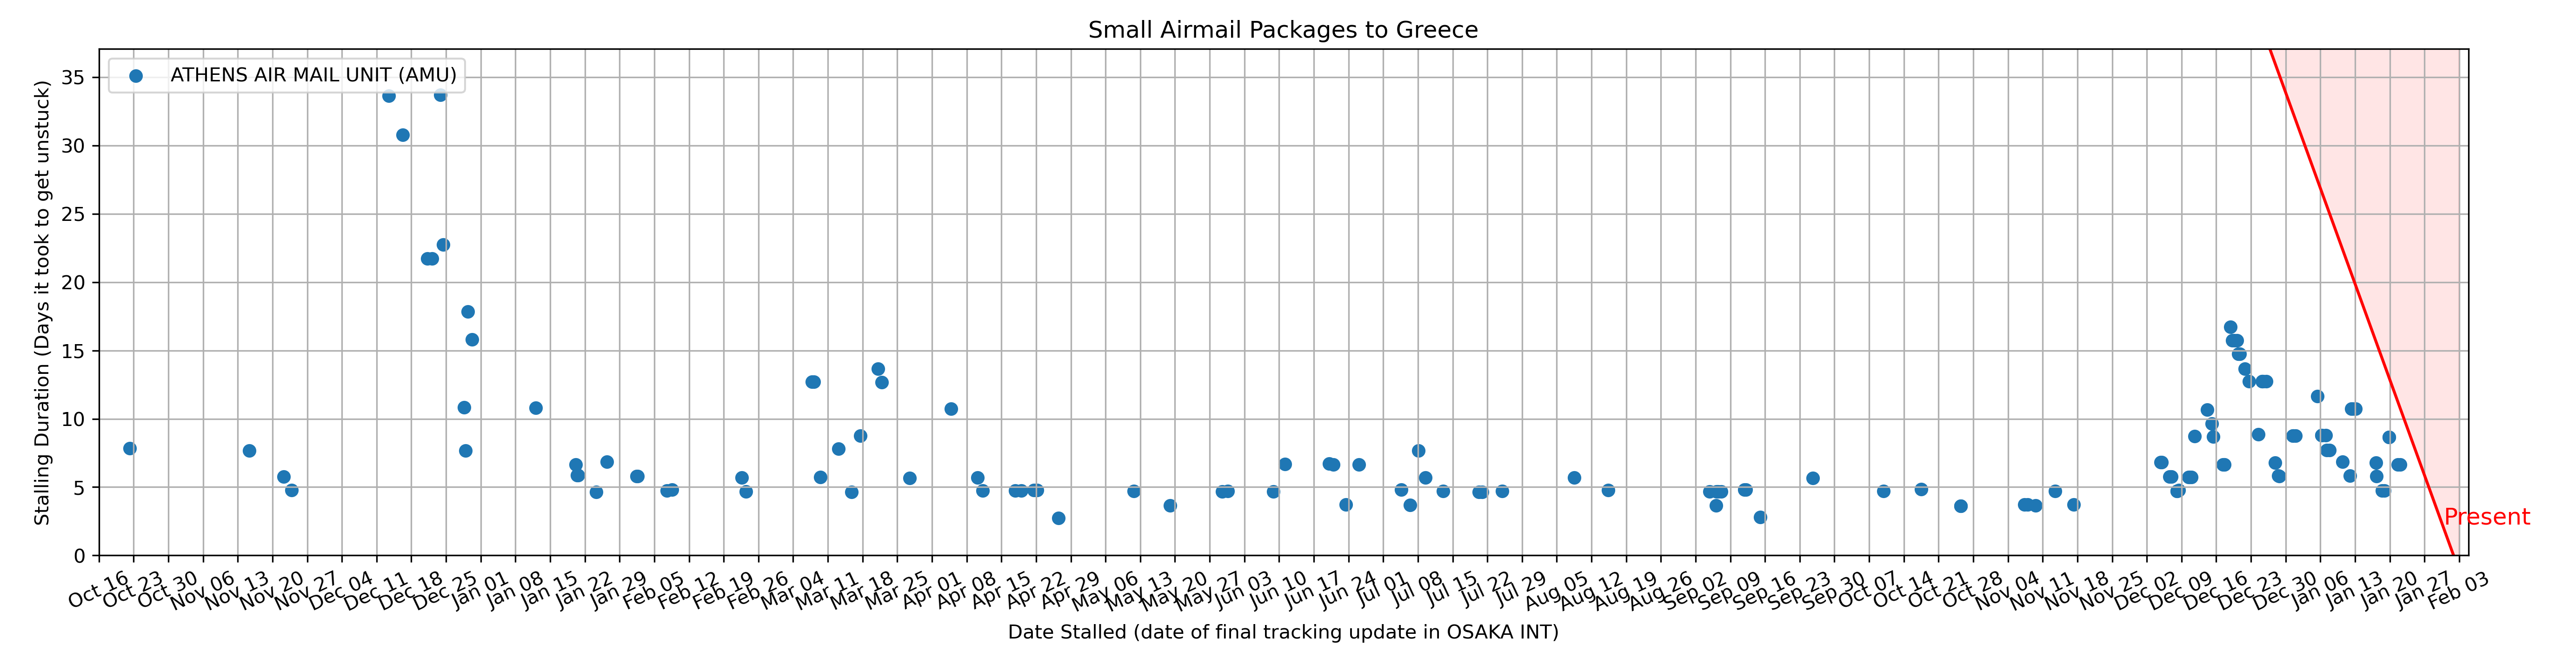 Small Airmail Packages to Greece
ATHENS AIR MAIL UNIT (AMU)
Stalling Duration (Days it took to get unstuck)
35
30
25
20
15
10
5
0
Present
Oct 16
Oct 23
Oct 30
Nov 06
Nov 13
Nov 20
Nov 27
Dec 04
Dec 11
Dec 18
Dec 25
Jan 01
Jan 08
Jan 15
Jan 22
Jan 29
Feb 05
Feb 12
Feb 19
Feb 26
Mar 04
Mar 11
Mar 18
Mar 25
Apr 01
Apr 08
Apr 15
Apr 22
Apr 29
May 06
May 13
May 20
May 27
Jun 03
Jun 10
Jun 17
Jun 24
Jul 01
Jul 08
Jul 15
Jul 22
Jul 29
Aug 05
Aug 12
Aug 19
Aug 26
Sep 02
Sep 09
Sep 16
Sep 23
Sep 30
Oct 07
Oct 14
Oct 21
Oct 28
Nov 04
Nov 11
Nov 18
Nov 25
Dec 02
Dec 09
Dec 16
Dec 23
Dec 30
Jan 06
Jan 13
Jan 20
Jan 27
Feb 03
Date Stalled (date of final tracking update in OSAKA INT)